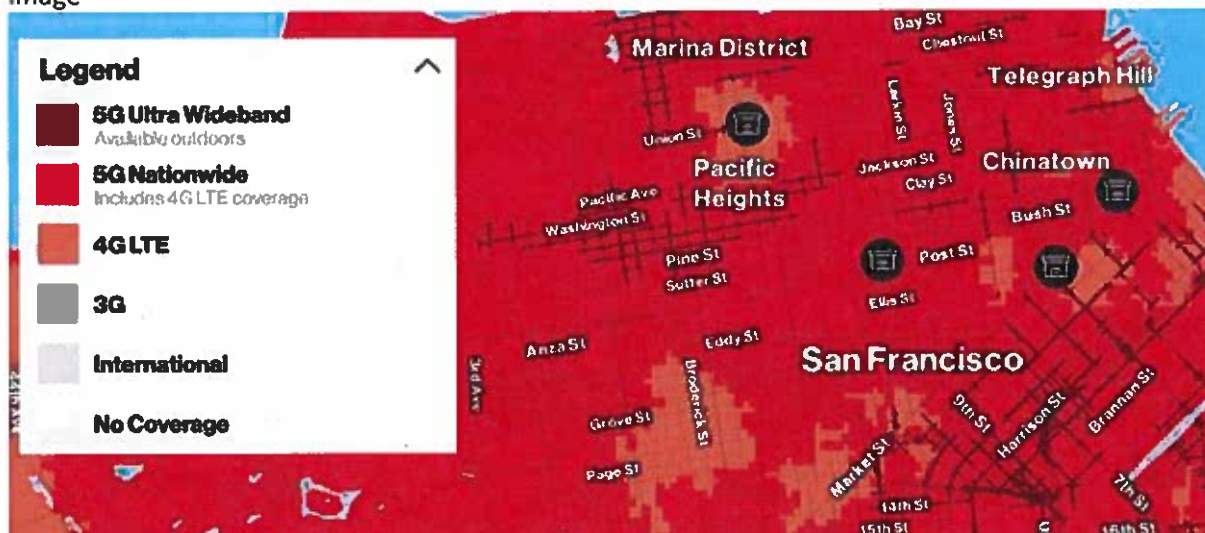 Image
Legend
5G Ultra Wideband
Available outdoors
5G Nationwide
Includes 4G LTE coverage
4G LTE
3G
International
No Coverage
Bay St
Chestnut St
Marina District
Telegraph Hill
Larkin St
Jones St
Union St
Jackson St
Chinatown
Pacific
Heights
Clay St
Pacific Ave
Washington St
Bush St
Pine St
Post St
Sutter St
Ellis St
Anza St
Eddy St
San Francisco
3rd Ave
Broderick St
Grove St
9th St
Harrison St
Brannan St
Page St
Market St
7th St
14th St
15th St
16th St